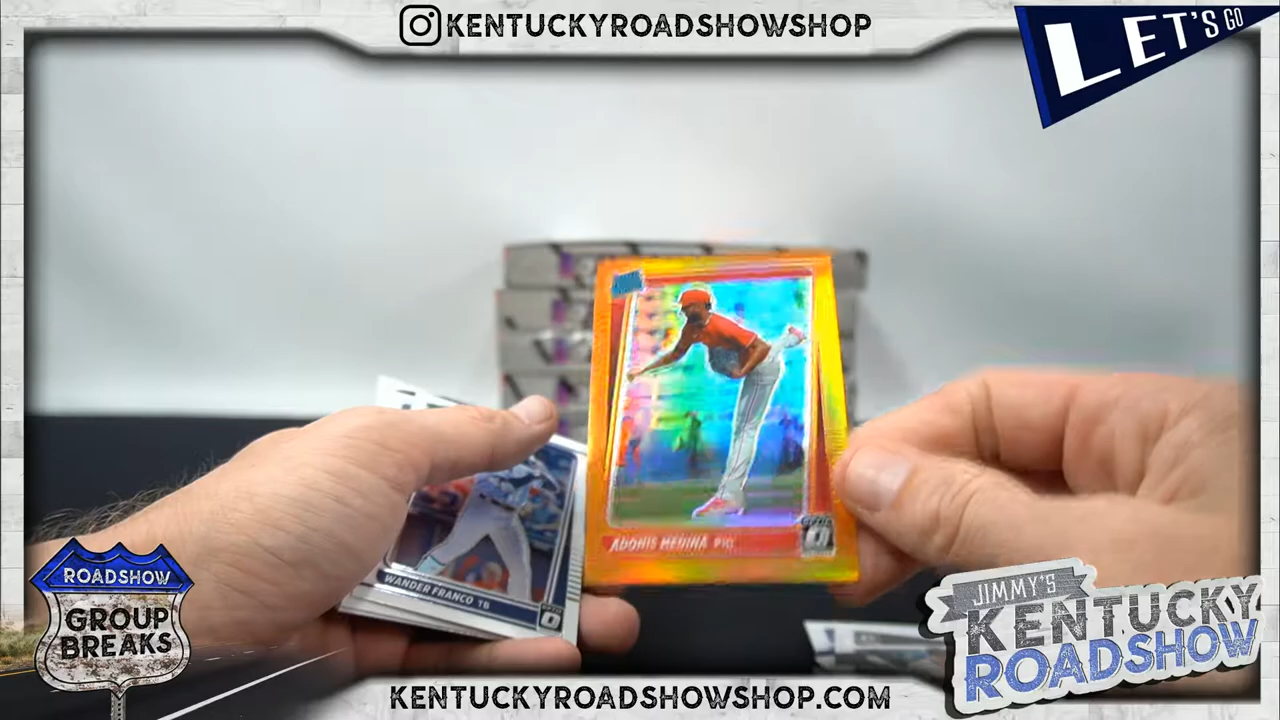 KENTUCKYROADSHOWSHOP
LET'S GO
ADONIS MEDINA P
WANDER FRANCO
ROADSHOW
GROUP
BREAKS
JIMMY'S
KENTUCKY
ROADSHOW
KENTUCKYROADSHOWSHOP.COM